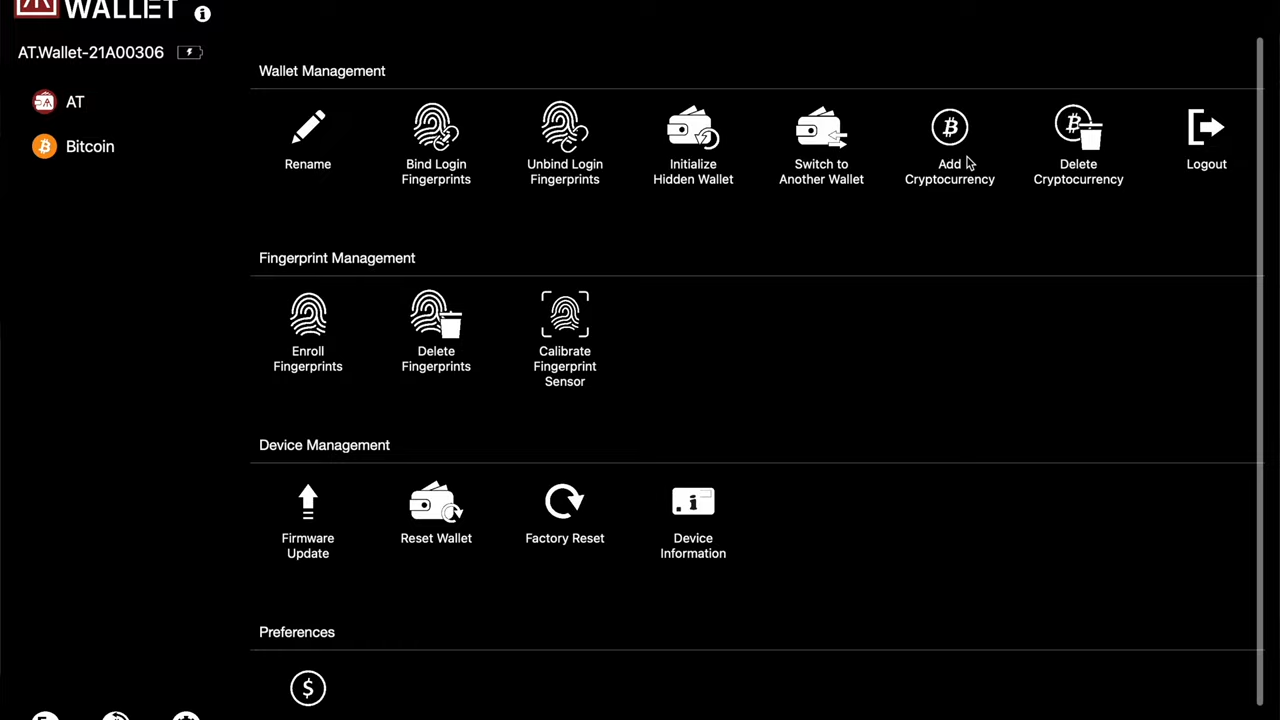 WALLET
AT.Wallet-21A00306
AT
Bitcoin
Wallet Management
Rename
Bind Login
Fingerprints
Unbind Login
Fingerprints
Initialize
Hidden Wallet
Switch to
Another Wallet
Add
Cryptocurrency
Delete
Cryptocurrency
Logout
Fingerprint Management
Enroll
Fingerprints
Delete
Fingerprints
Calibrate
Fingerprint
Sensor
Device Management
Firmware
Update
Reset Wallet
Factory Reset
Device
Information
Preferences
$